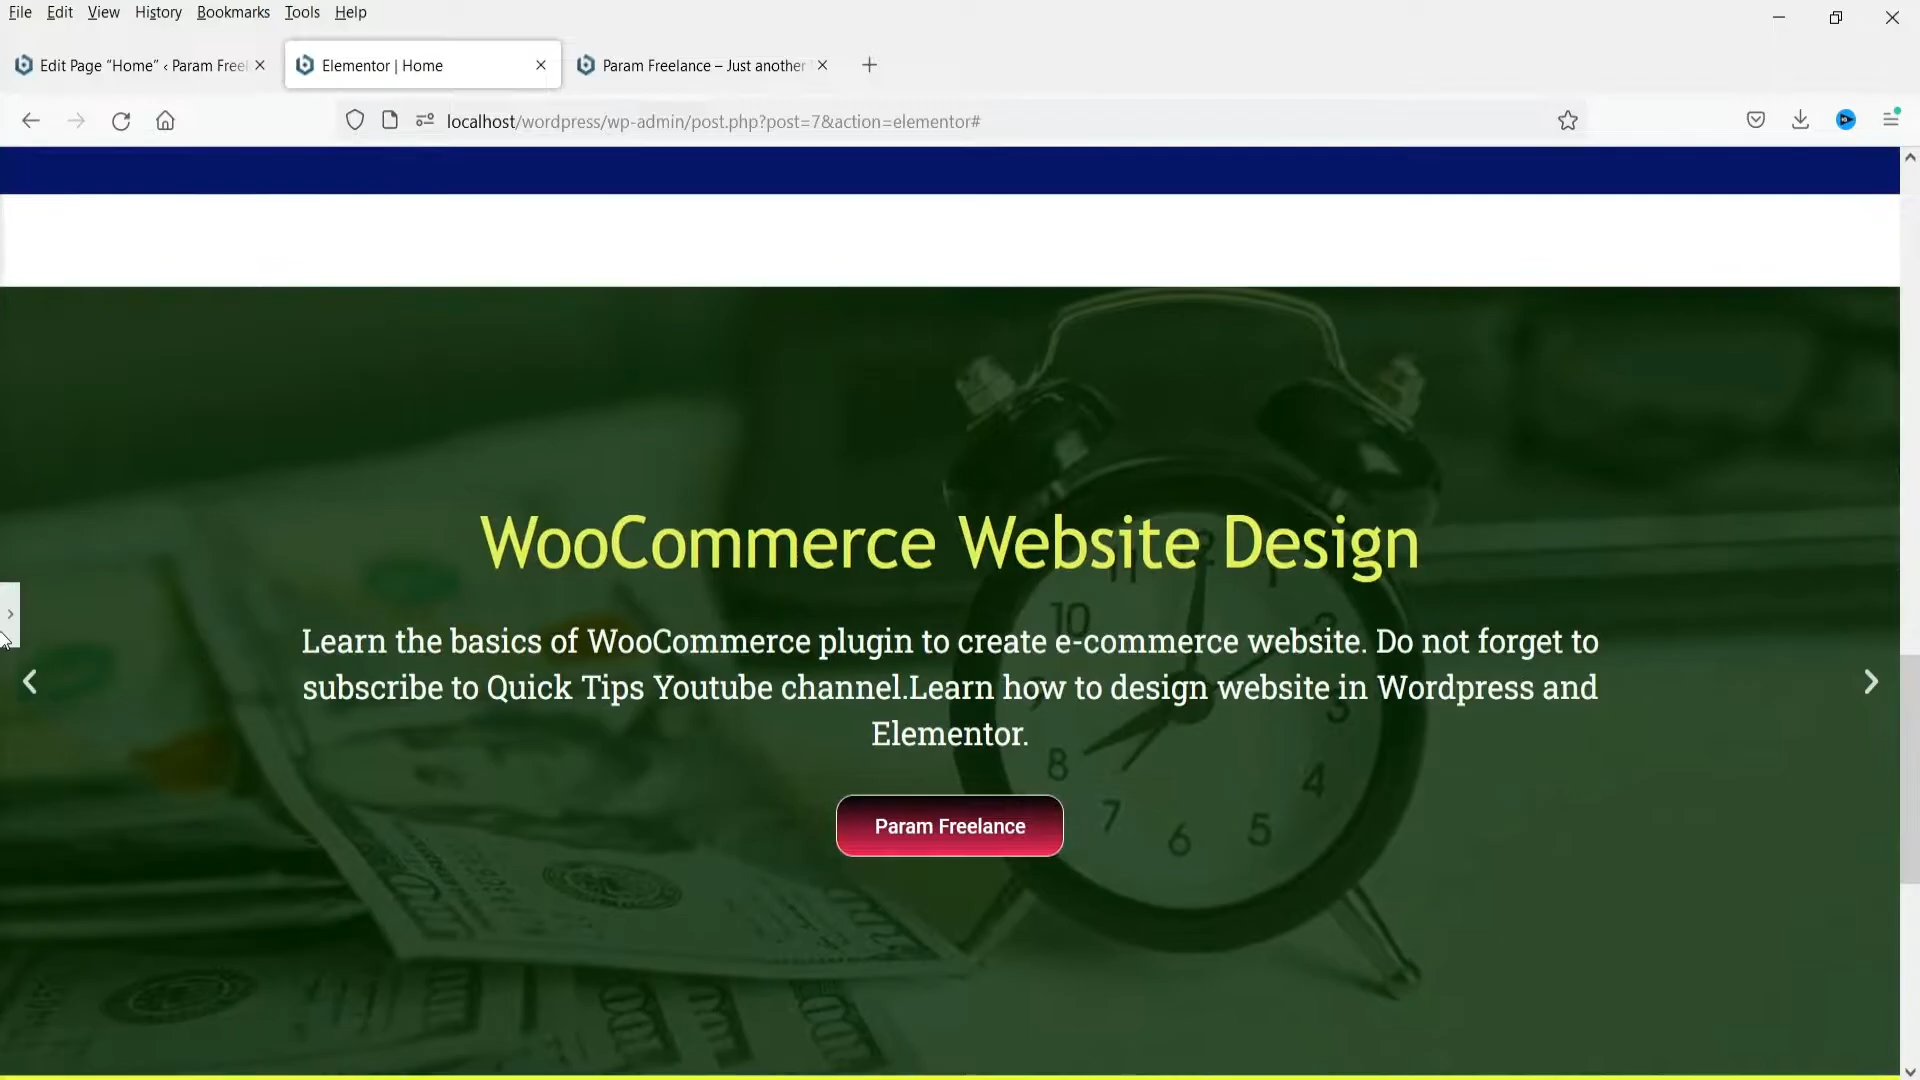 File Edit View History Bookmarks Tools Help
Edit Page “Home” ‹ Param Freel
Elementor | Home
Param Freelance – Just another
localhost/wordpress/wp-admin/post.php?post=7&action=elementor#
WooCommerce Website Design
Learn the basics of WooCommerce plugin to create e-commerce website. Do not forget to
subscribe to Quick Tips Youtube channel.Learn how to design website in Wordpress and
Elementor.
Param Freelance